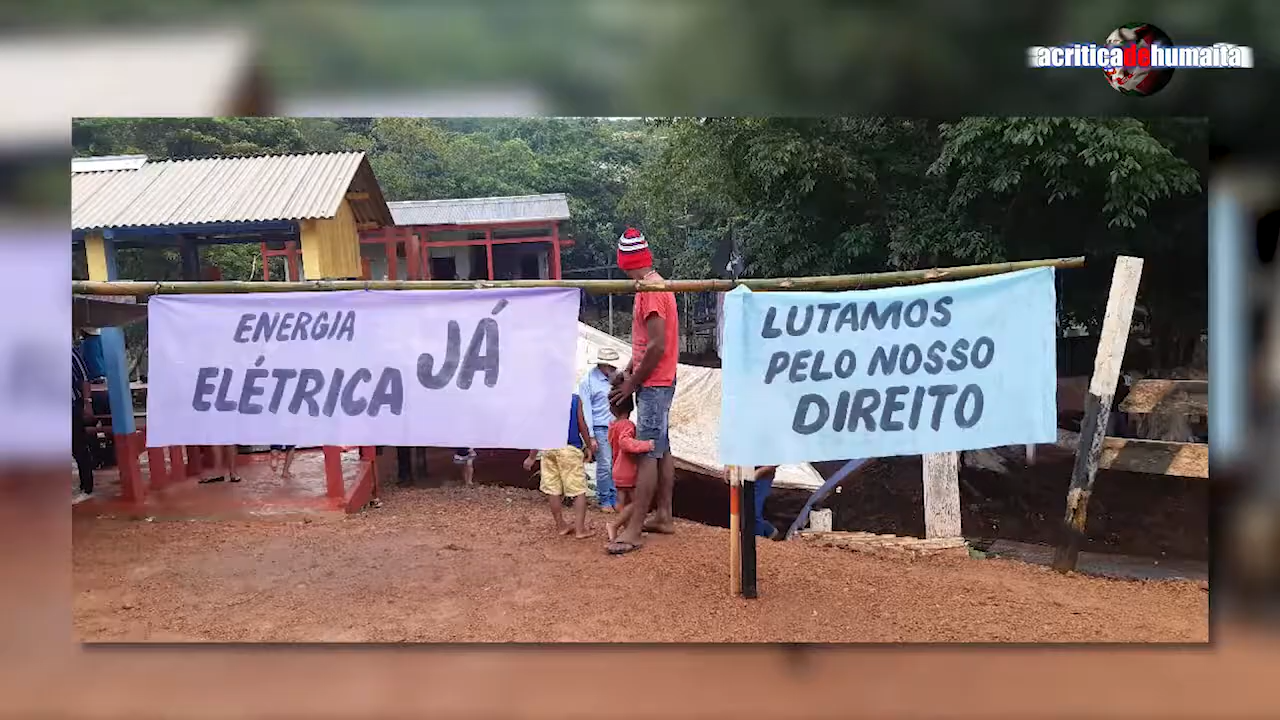 acriticadehumaita
ENERGIA
ELÉTRICA JÁ
LUTAMOS
PELO NOSSO
DIREITO